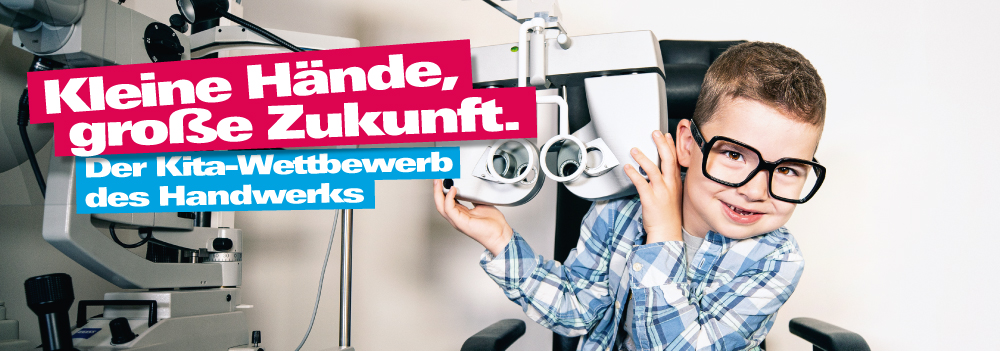 Kleine Hände,
große Zukunft.
Der Kita-Wettbewerb
des Handwerks